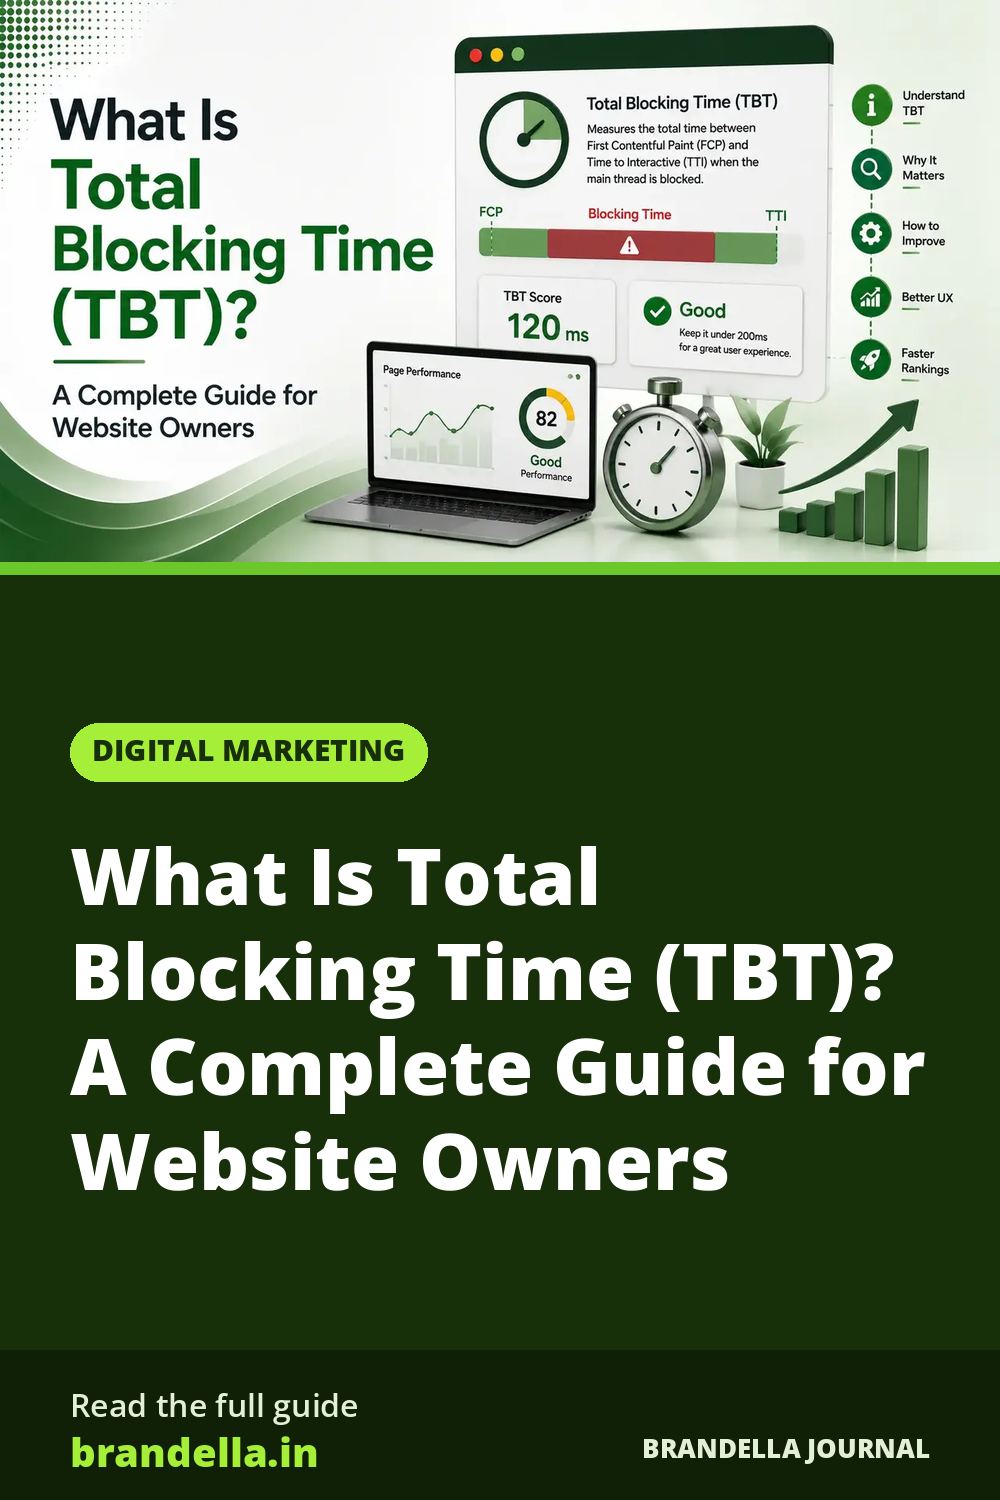 What Is
Total
Blocking Time
(TBT)?
A Complete Guide for
Website Owners
Total Blocking Time (TBT)
Measures the total time between
First Contentful Paint (FCP) and
Time to Interactive (TTI) when the
main thread is blocked.
FCP
Blocking Time
TTI
TBT Score
120 ms
Good
Keep it under 200ms
for a great user experience.
Page Performance
82
Good
Performance
Understand
TBT
Why It
Matters
How to
Improve
Better UX
Faster
Rankings
DIGITAL MARKETING
What Is Total
Blocking Time (TBT)?
A Complete Guide for
Website Owners
Read the full guide
brandella.in
BRANDELLA JOURNAL